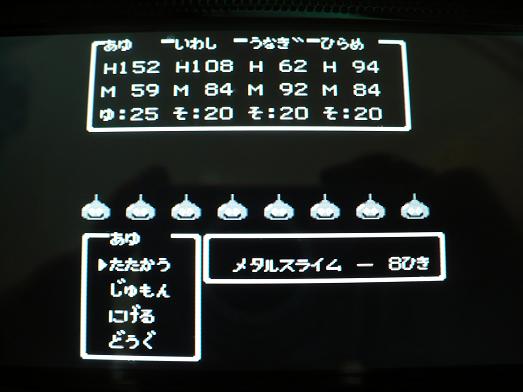 あゆ いわし うなぎ ひらめ
H152 H108 H 62 H 94
M 59 M 84 M 92 M 84
ゆ:25 そ:20 そ:20 そ:20
あゆ
▶たたかう
じゅもん
にげる
どうぐ
メタルスライム ー 8ひき